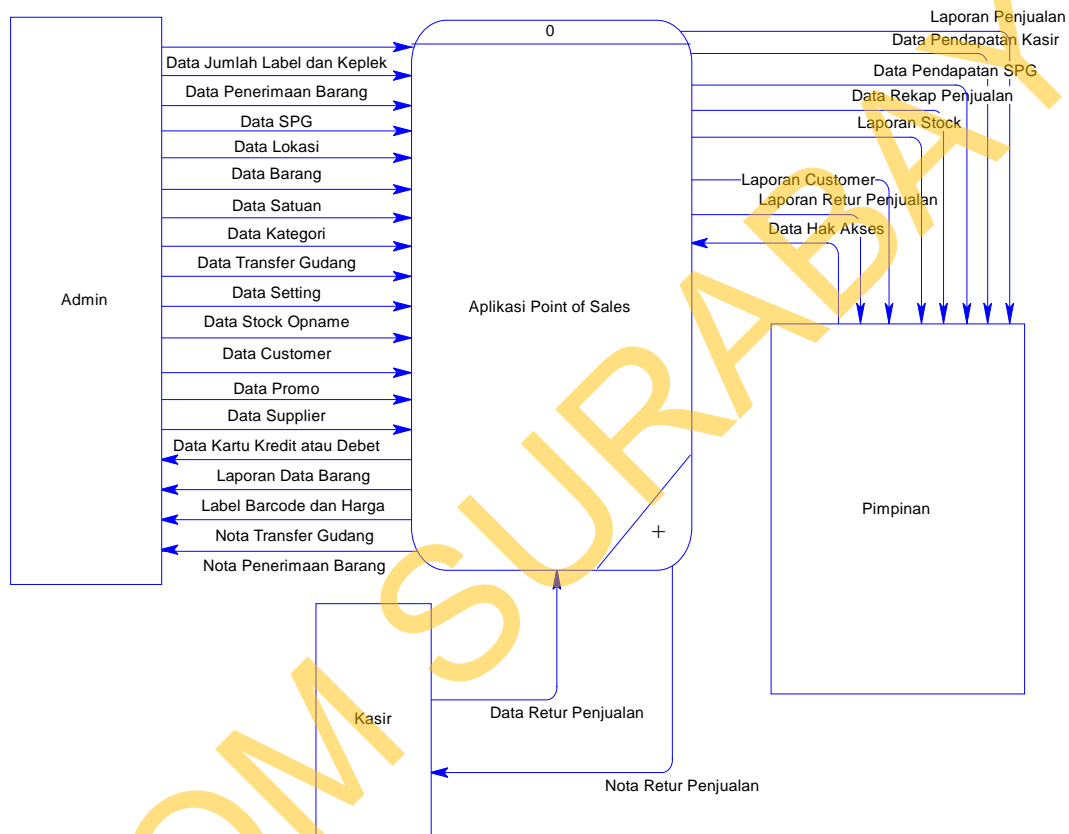 Laporan Penjualan
0
Data Pendapatan Kasir
Data Jumlah Label dan Keplek
Data Pendapatan SPG
Data Penerimaan Barang
Data Rekap Penjualan
Data SPG
Laporan Stock
Data Lokasi
Data Barang
Laporan Customer
Data Satuan
Laporan Retur Penjualan
Data Kategori
Data Hak Akses
Data Transfer Gudang
Data Setting
Admin
Aplikasi Point of Sales
Data Stock Opname
Data Customer
Data Promo
Data Supplier
Data Kartu Kredit atau Debet
Laporan Data Barang
Label Barcode dan Harga
Pimpinan
Nota Transfer Gudang
+
Nota Penerimaan Barang
Kasir
Data Retur Penjualan
Nota Retur Penjualan
OM SURABAY